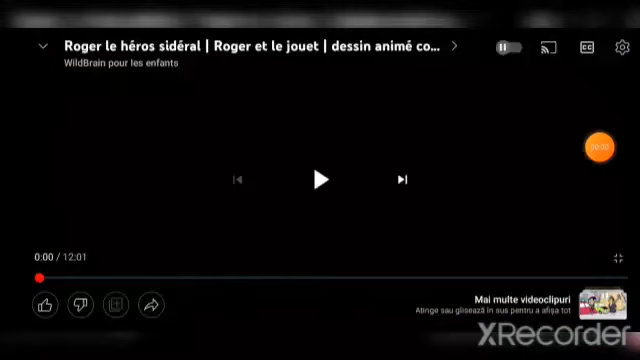 Roger le héros sidéral | Roger et le jouet | dessin animé co...
WildBrain pour les enfants
CC
00:00
0:00 / 12:01
Mai multe videoclipuri
Atinge sau glisează în sus pentru a afișa tot
XRecorder